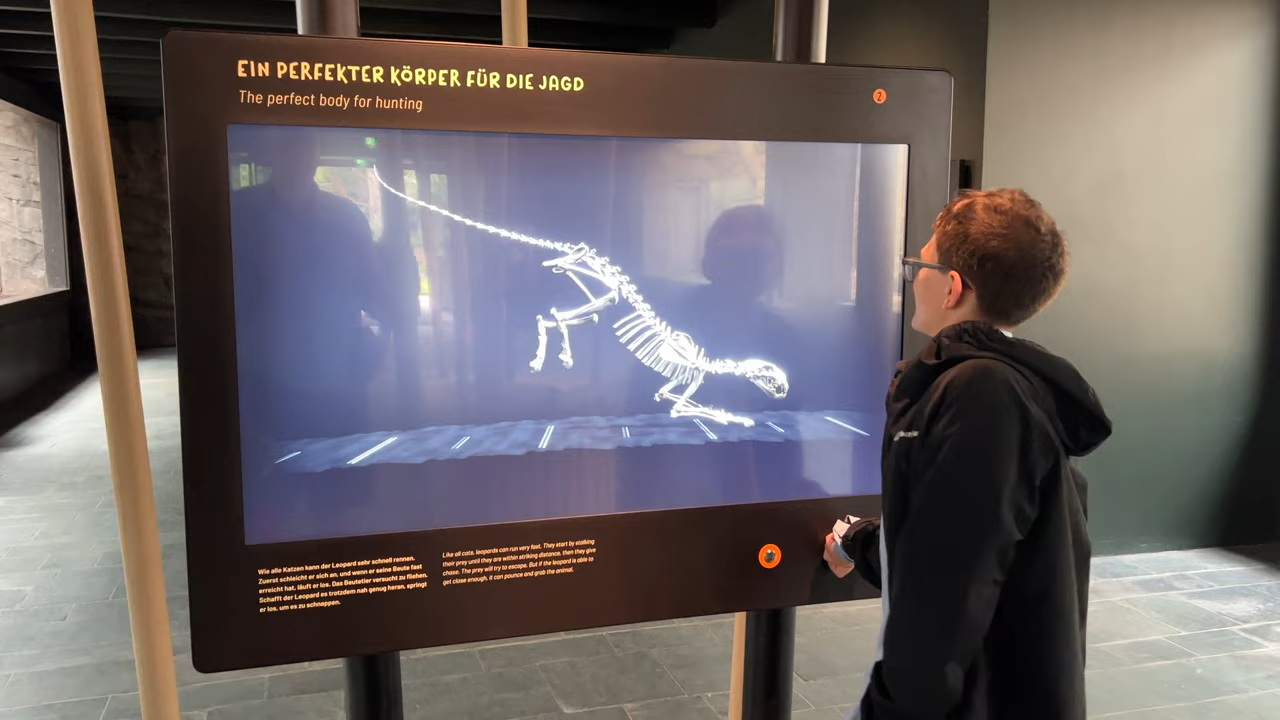 EIN PERFEKTER KÖRPER FÜR DIE JAGD
The perfect body for hunting
2
Wie alle Katzen kann der Leopard sehr schnell rennen.
Zuerst schleicht er sich an, und wenn er seine Beute fast
erreicht hat, läuft er los. Das Beutetier versucht zu fliehen.
Schafft der Leopard es trotzdem nah genug heran, springt
er los, um es zu schnappen.
Like all cats, leopards can run very fast. They start by stalking
their prey until they are within striking distance, then they give
chase. The prey will try to escape. But if the leopard is able to
get close enough, it can pounce and grab the animal.